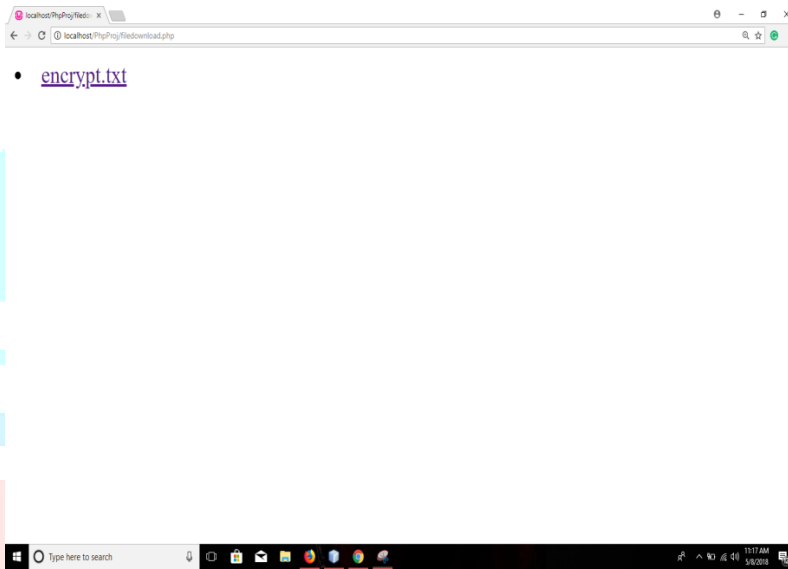 localhost/PhpProj/filedo
localhost/PhpProj/filedownload.php
encrypt.txt
Type here to search
11:17 AM
5/8/2018